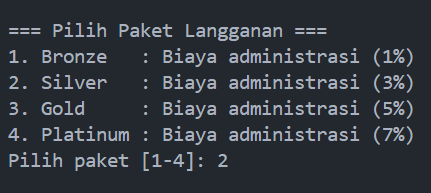 === Pilih Paket Langganan ===
1. Bronze   : Biaya administrasi (1%)
2. Silver   : Biaya administrasi (3%)
3. Gold     : Biaya administrasi (5%)
4. Platinum : Biaya administrasi (7%)
Pilih paket [1-4]: 2